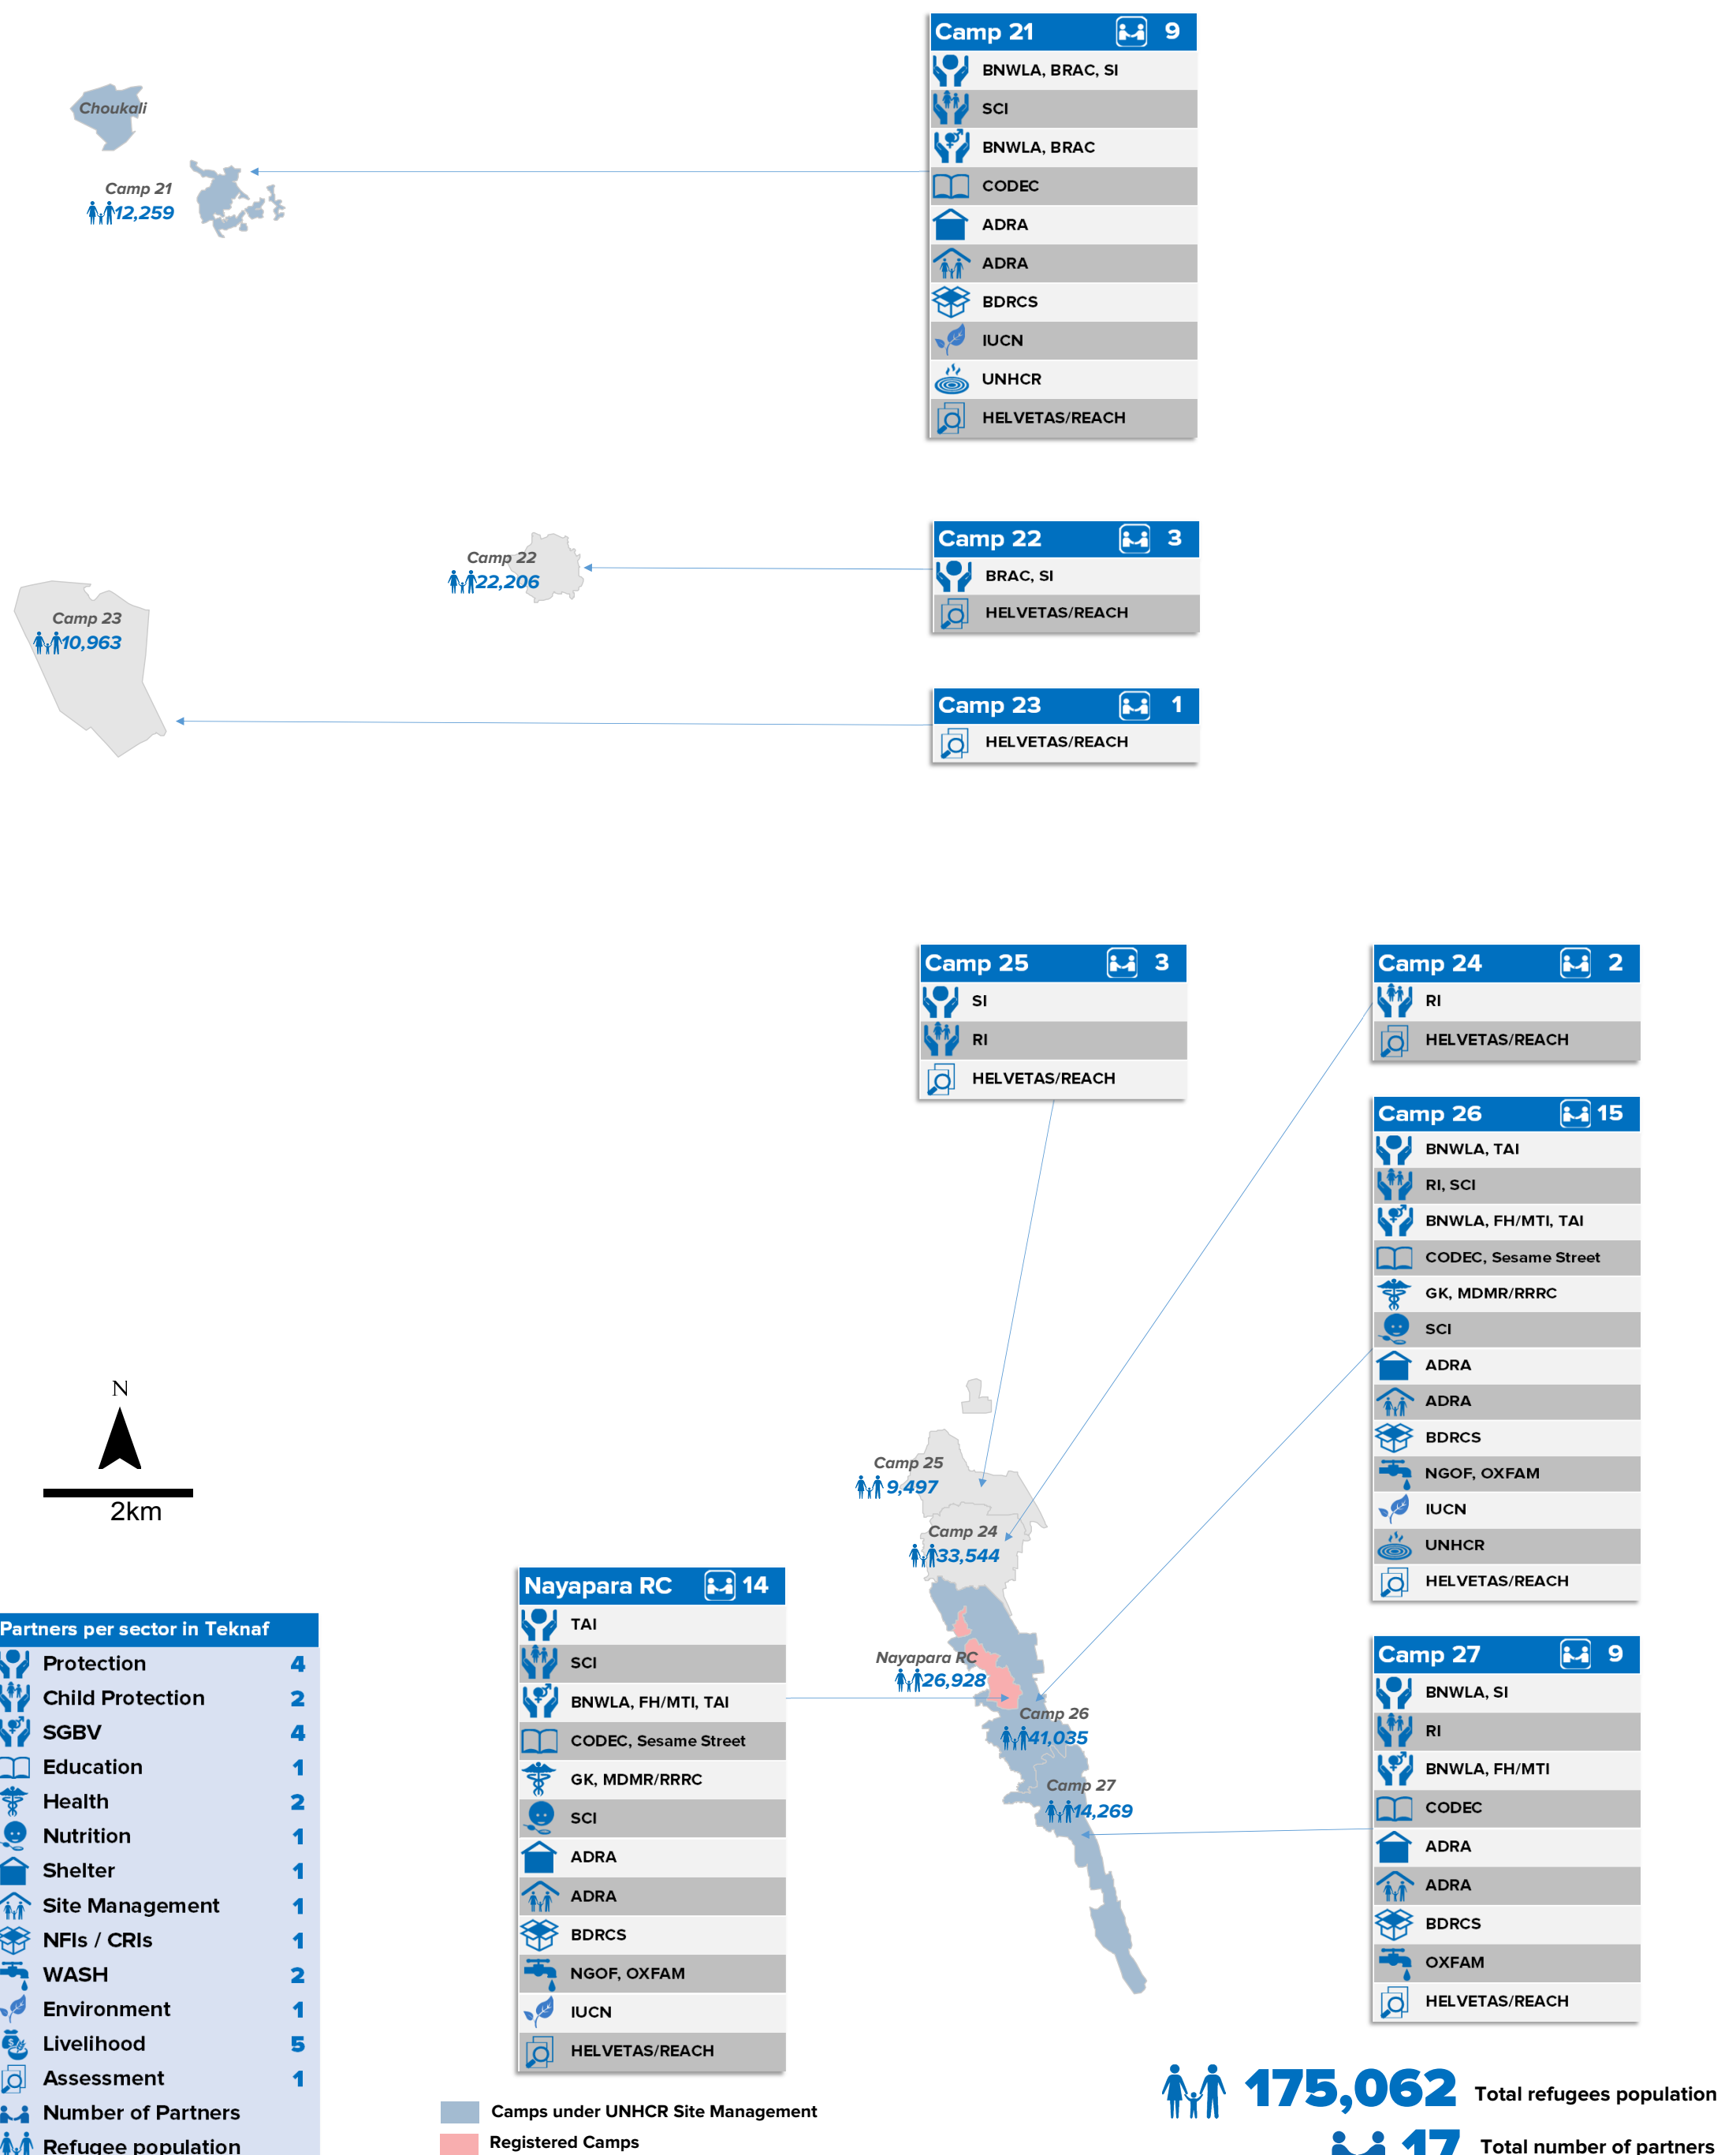 Camp 21 9
BNWLA, BRAC, SI
SCI
BNWLA, BRAC
CODEC
ADRA
ADRA
BDRCS
IUCN
UNHCR
HELVETAS/REACH
Choukali
Camp 21
12,259
Camp 22 3
BRAC, SI
HELVETAS/REACH
Camp 22
22,206
Camp 23
10,963
Camp 23 1
HELVETAS/REACH
Camp 25 3
SI
RI
HELVETAS/REACH
Camp 24 2
RI
HELVETAS/REACH
Camp 26 15
BNWLA, TAI
RI, SCI
BNWLA, FH/MTI, TAI
CODEC, Sesame Street
GK, MDMR/RRRC
SCI
ADRA
ADRA
BDRCS
NGOF, OXFAM
IUCN
UNHCR
HELVETAS/REACH
N
2km
Camp 25
9,497
Camp 24
33,544
Nayapara RC
26,928
Camp 26
41,035
Camp 27
14,269
Nayapara RC 14
TAI
SCI
BNWLA, FH/MTI, TAI
CODEC, Sesame Street
GK, MDMR/RRRC
SCI
ADRA
ADRA
BDRCS
NGOF, OXFAM
IUCN
HELVETAS/REACH
Camp 27 9
BNWLA, SI
RI
BNWLA, FH/MTI
CODEC
ADRA
ADRA
BDRCS
OXFAM
HELVETAS/REACH
Partners per sector in Teknaf
Protection 4
Child Protection 2
SGBV 4
Education 1
Health 2
Nutrition 1
Shelter 1
Site Management 1
NFIs / CRIs 1
WASH 2
Environment 1
Livelihood 5
Assessment 1
Number of Partners
Refugee population
Camps under UNHCR Site Management
Registered Camps
175,062 Total refugees population
17 Total number of partners